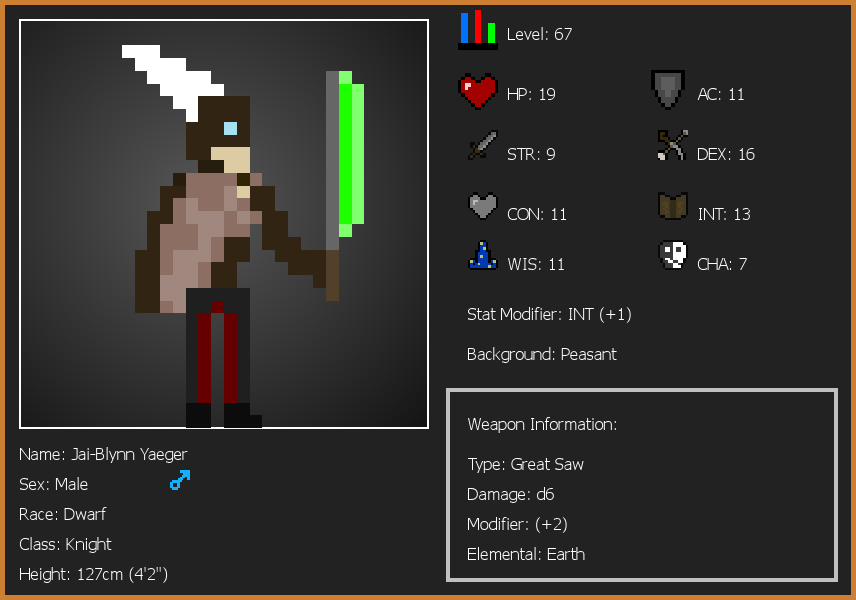 Level: 67
HP: 19
AC: 11
STR: 9
DEX: 16
CON: 11
INT: 13
WIS: 11
CHA: 7
Stat Modifier: INT (+1)
Background: Peasant
Weapon Information:
Type: Great Saw
Damage: d6
Modifier: (+2)
Elemental: Earth
Name: Jai-Blynn Yaeger
Sex: Male
Race: Dwarf
Class: Knight
Height: 127cm (4'2")